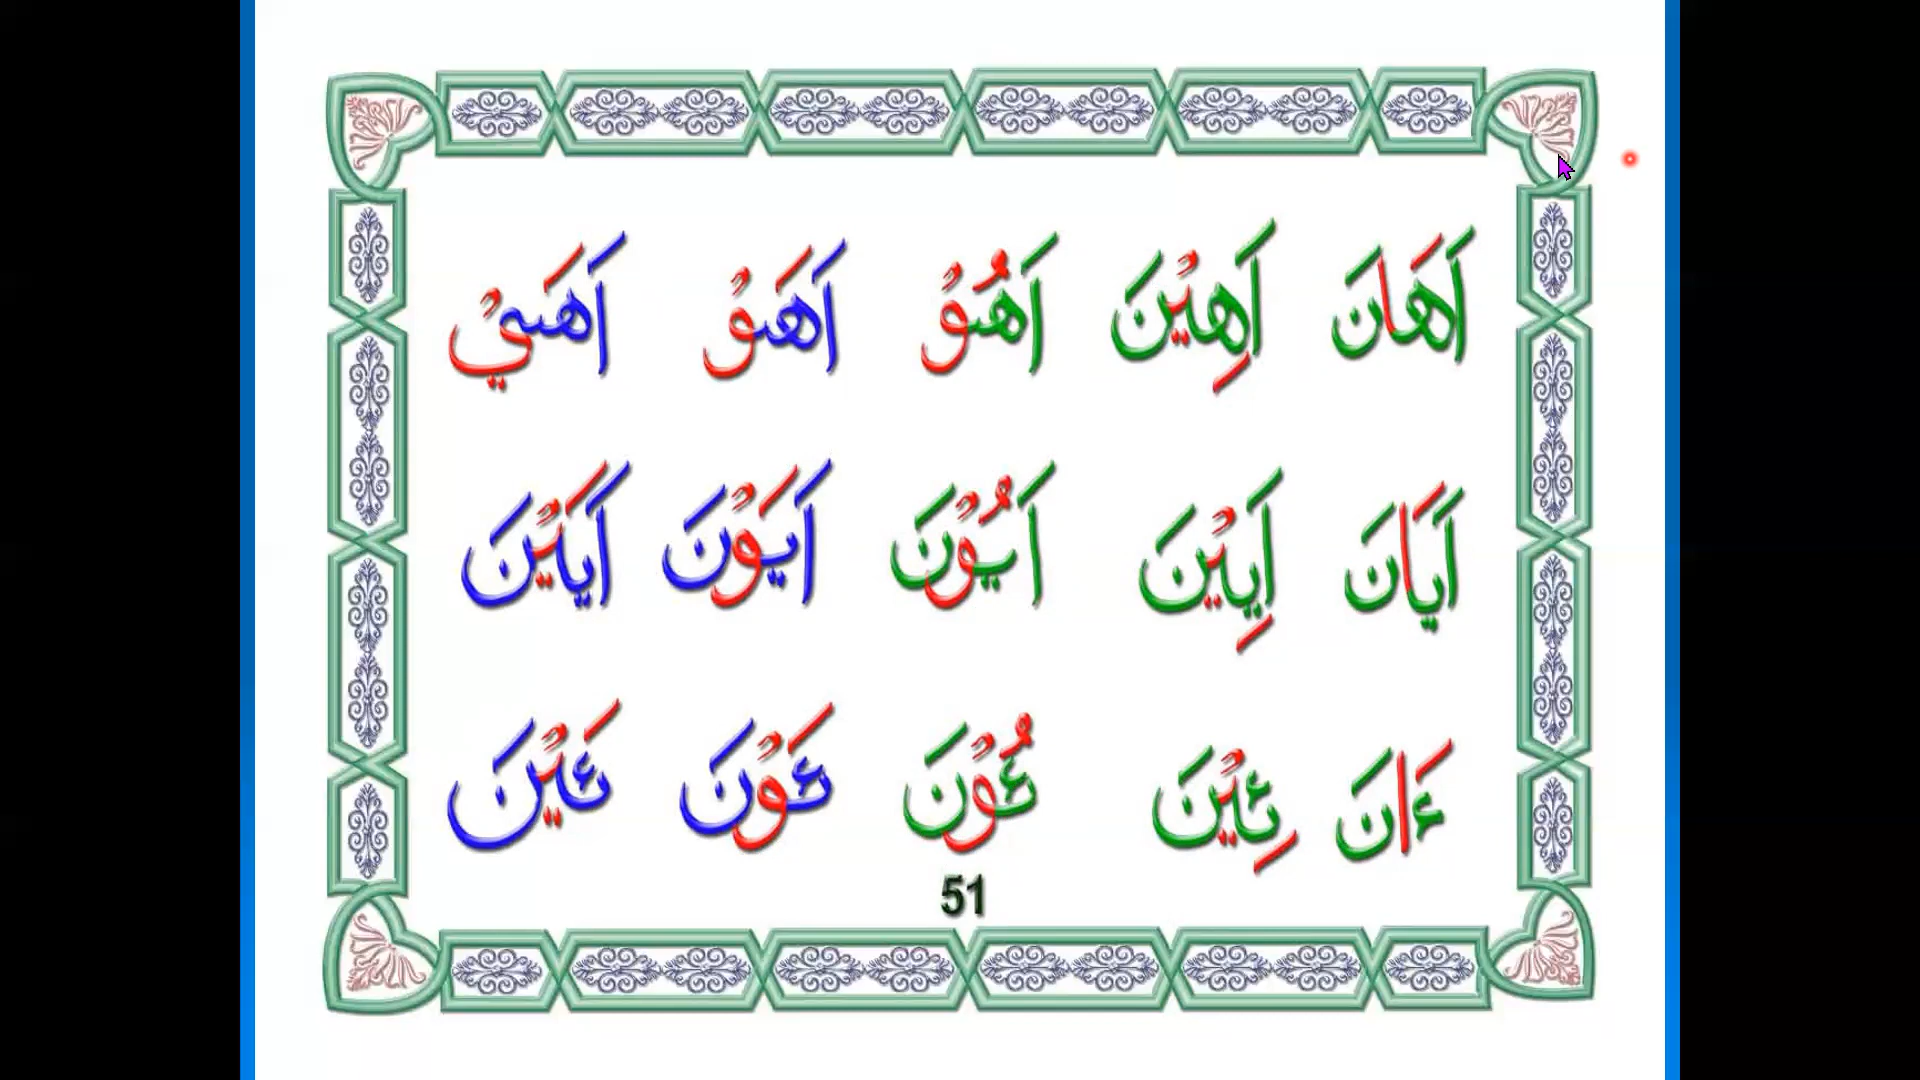 اَهَانَ اَهِيْنَ اَهُوْ اَهَوْ اَهَيْ
اَيَانَ اَيِيْنَ اَيُوْنَ اَيَوْنَ اَيَيْنَ
ءَانَ ئِيْنَ ئُوْنَ ئَوْنَ ئَيْنَ
51